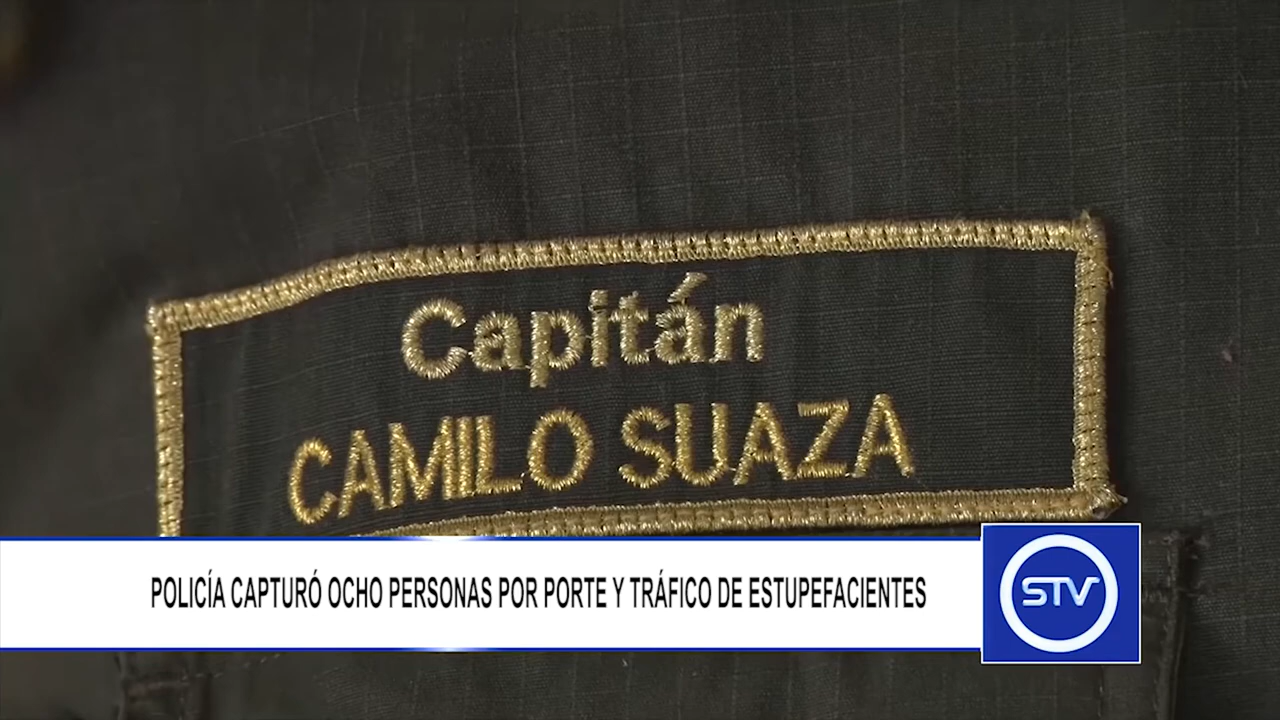 Capitán
CAMILO SUAZA
POLICÍA CAPTURÓ OCHO PERSONAS POR PORTE Y TRÁFICO DE ESTUPEFACIENTES
STV